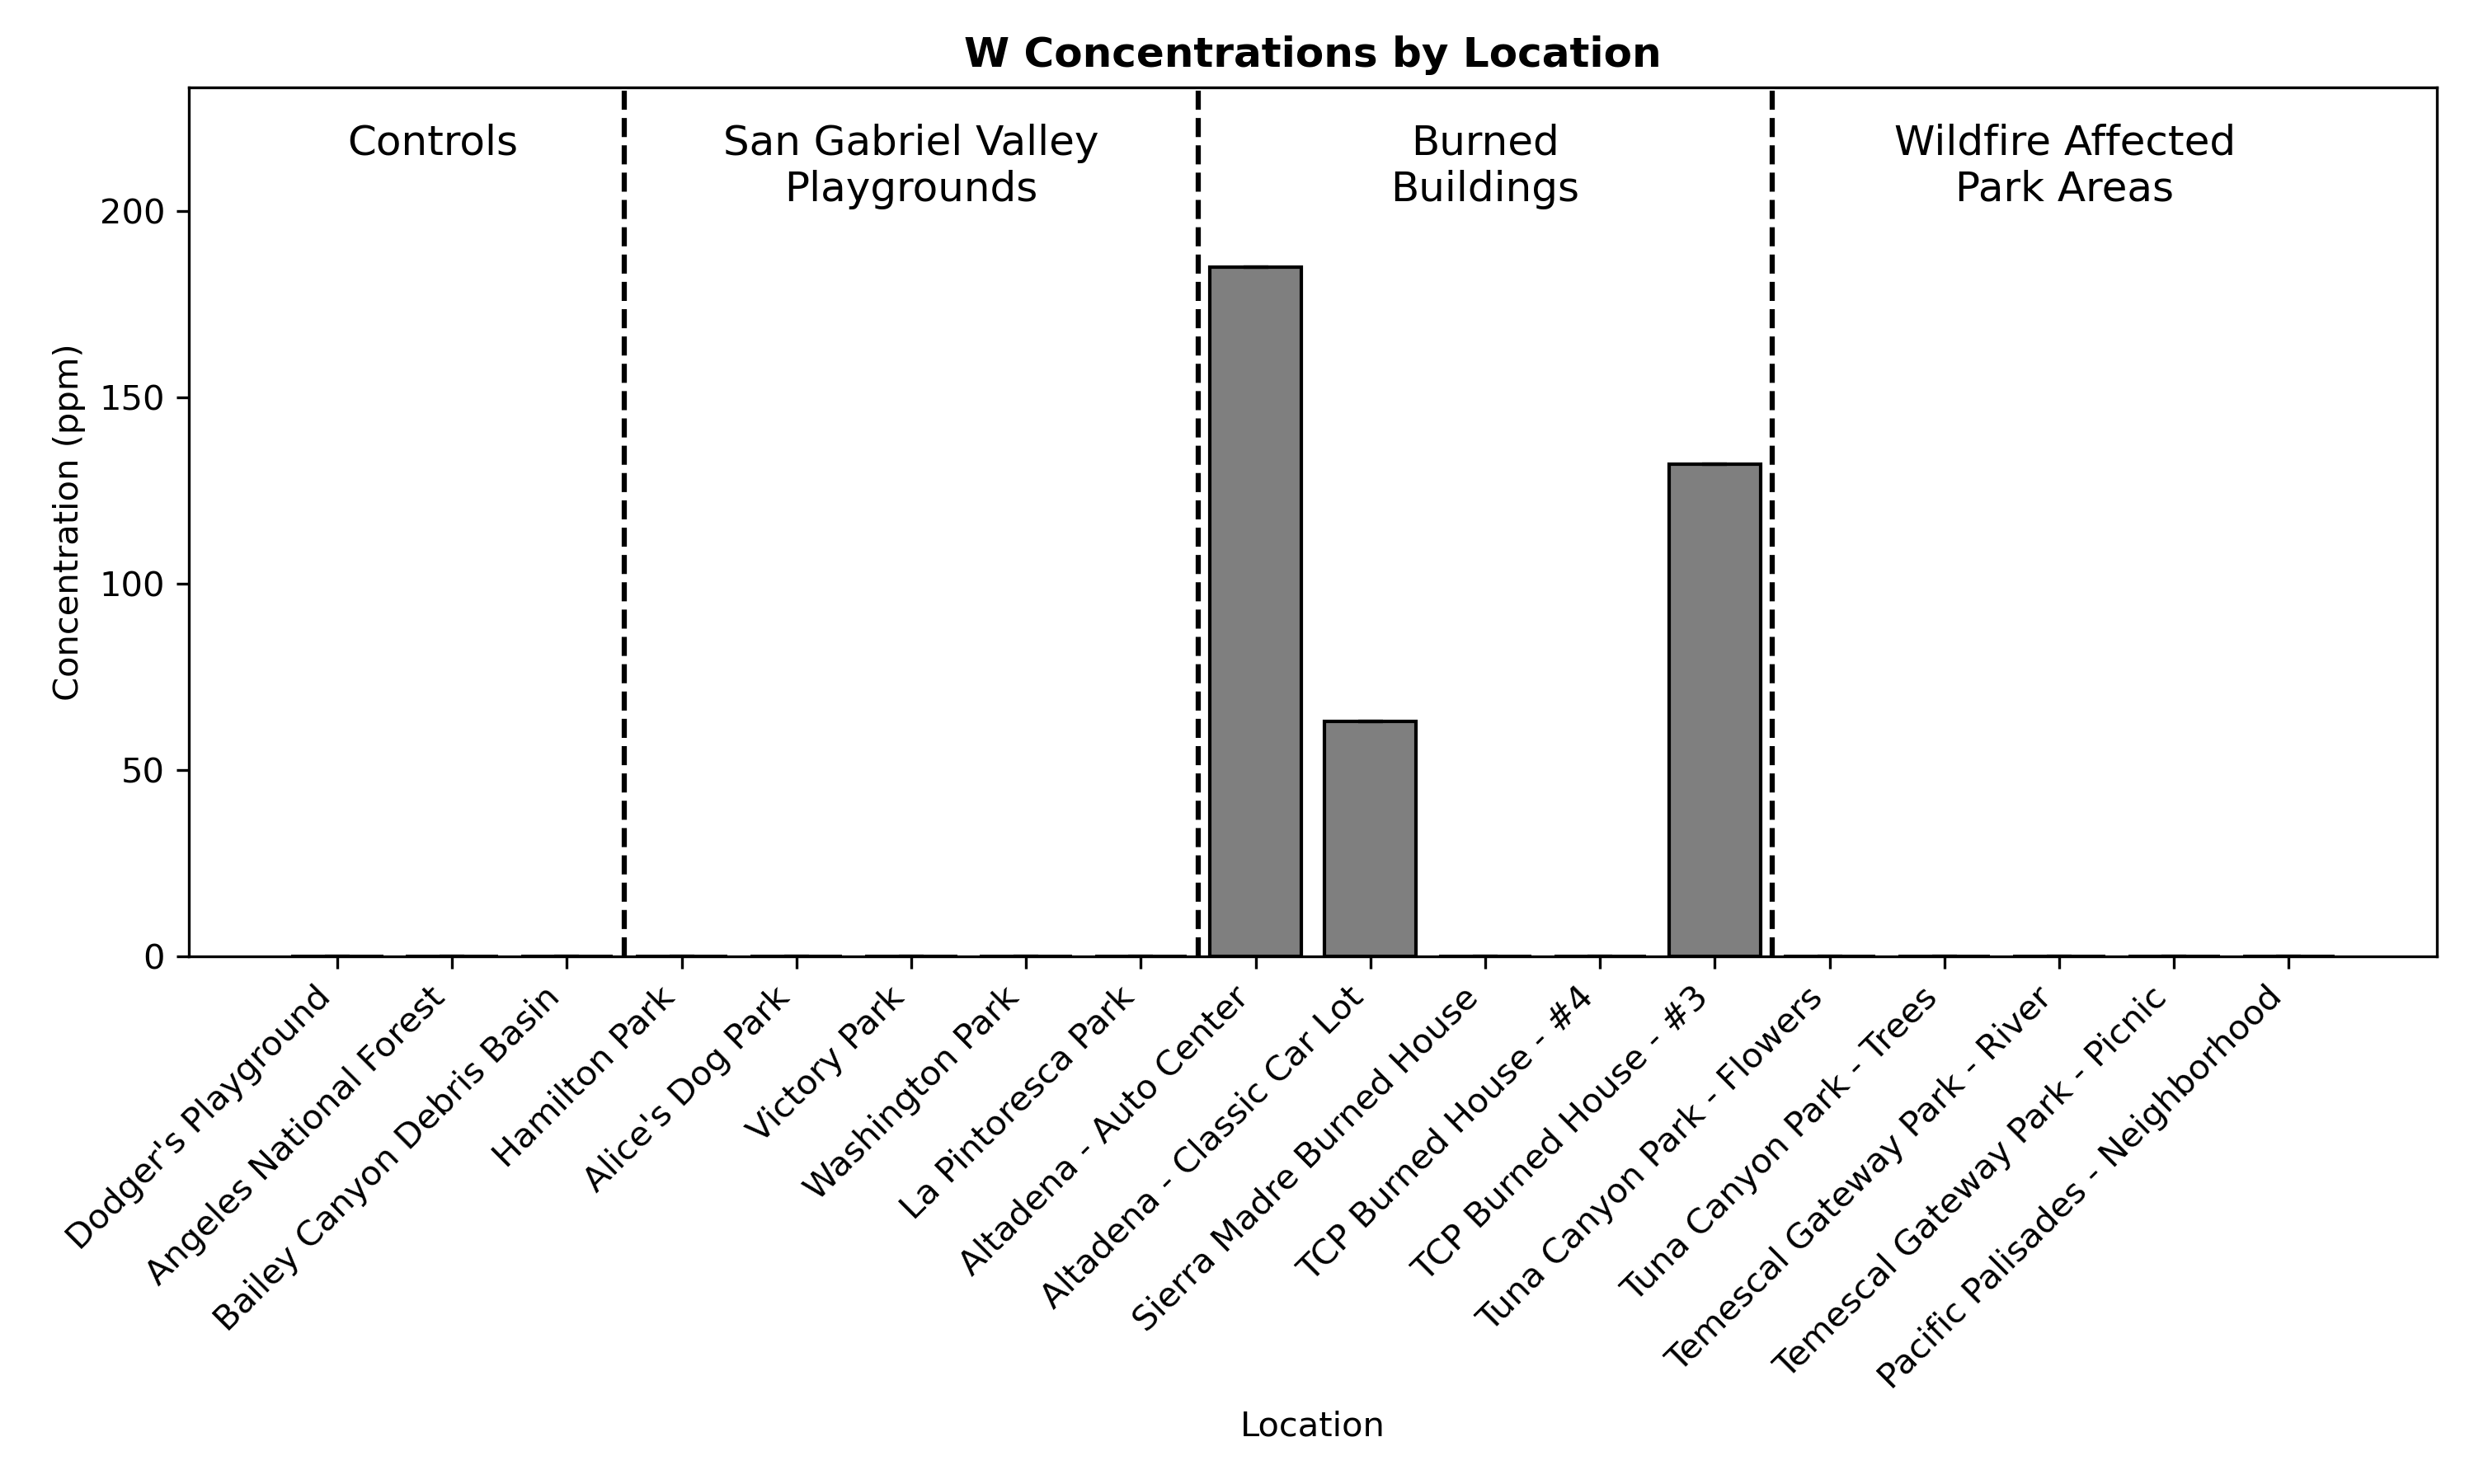 W Concentrations by Location
Controls
San Gabriel Valley
Playgrounds
Burned
Buildings
Wildfire Affected
Park Areas
Concentration (ppm)
200
150
100
50
0
Dodger's Playground
Angeles National Forest
Bailey Canyon Debris Basin
Hamilton Park
Alice's Dog Park
Victory Park
Washington Park
La Pintoresca Park
Altadena - Auto Center
Altadena - Classic Car Lot
Sierra Madre Burned House
TCP Burned House - #4
TCP Burned House - #3
Tuna Canyon Park - Flowers
Tuna Canyon Park - Trees
Temescal Gateway Park - River
Temescal Gateway Park - Picnic
Pacific Palisades - Neighborhood
Location